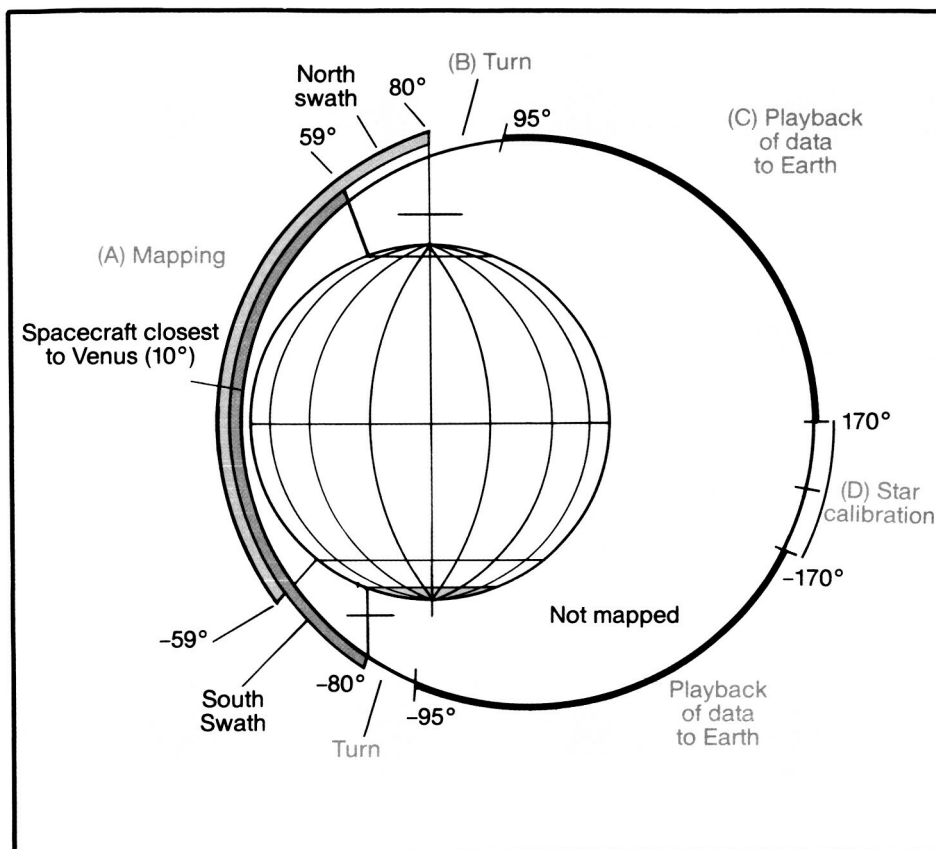 (B) Turn
North
swath
80°
59°
95°
(C) Playback
of data
to Earth
(A) Mapping
Spacecraft closest
to Venus (10°)
170°
(D) Star
calibration
–170°
Not mapped
–59°
–80°
South
Swath
–95°
Turn
Playback
of data
to Earth